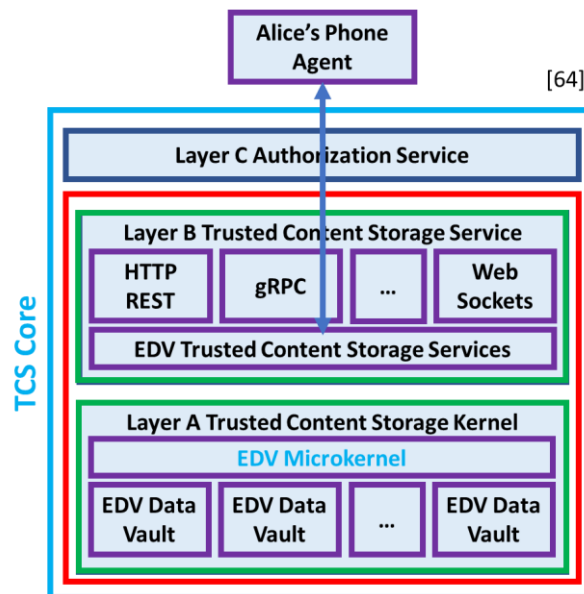 Alice's Phone
Agent
[64]
Layer C Authorization Service
Layer B Trusted Content Storage Service
HTTP
REST
gRPC
...
Web
Sockets
EDV Trusted Content Storage Services
TCS Core
Layer A Trusted Content Storage Kernel
EDV Microkernel
EDV Data
Vault
EDV Data
Vault
...
EDV Data
Vault